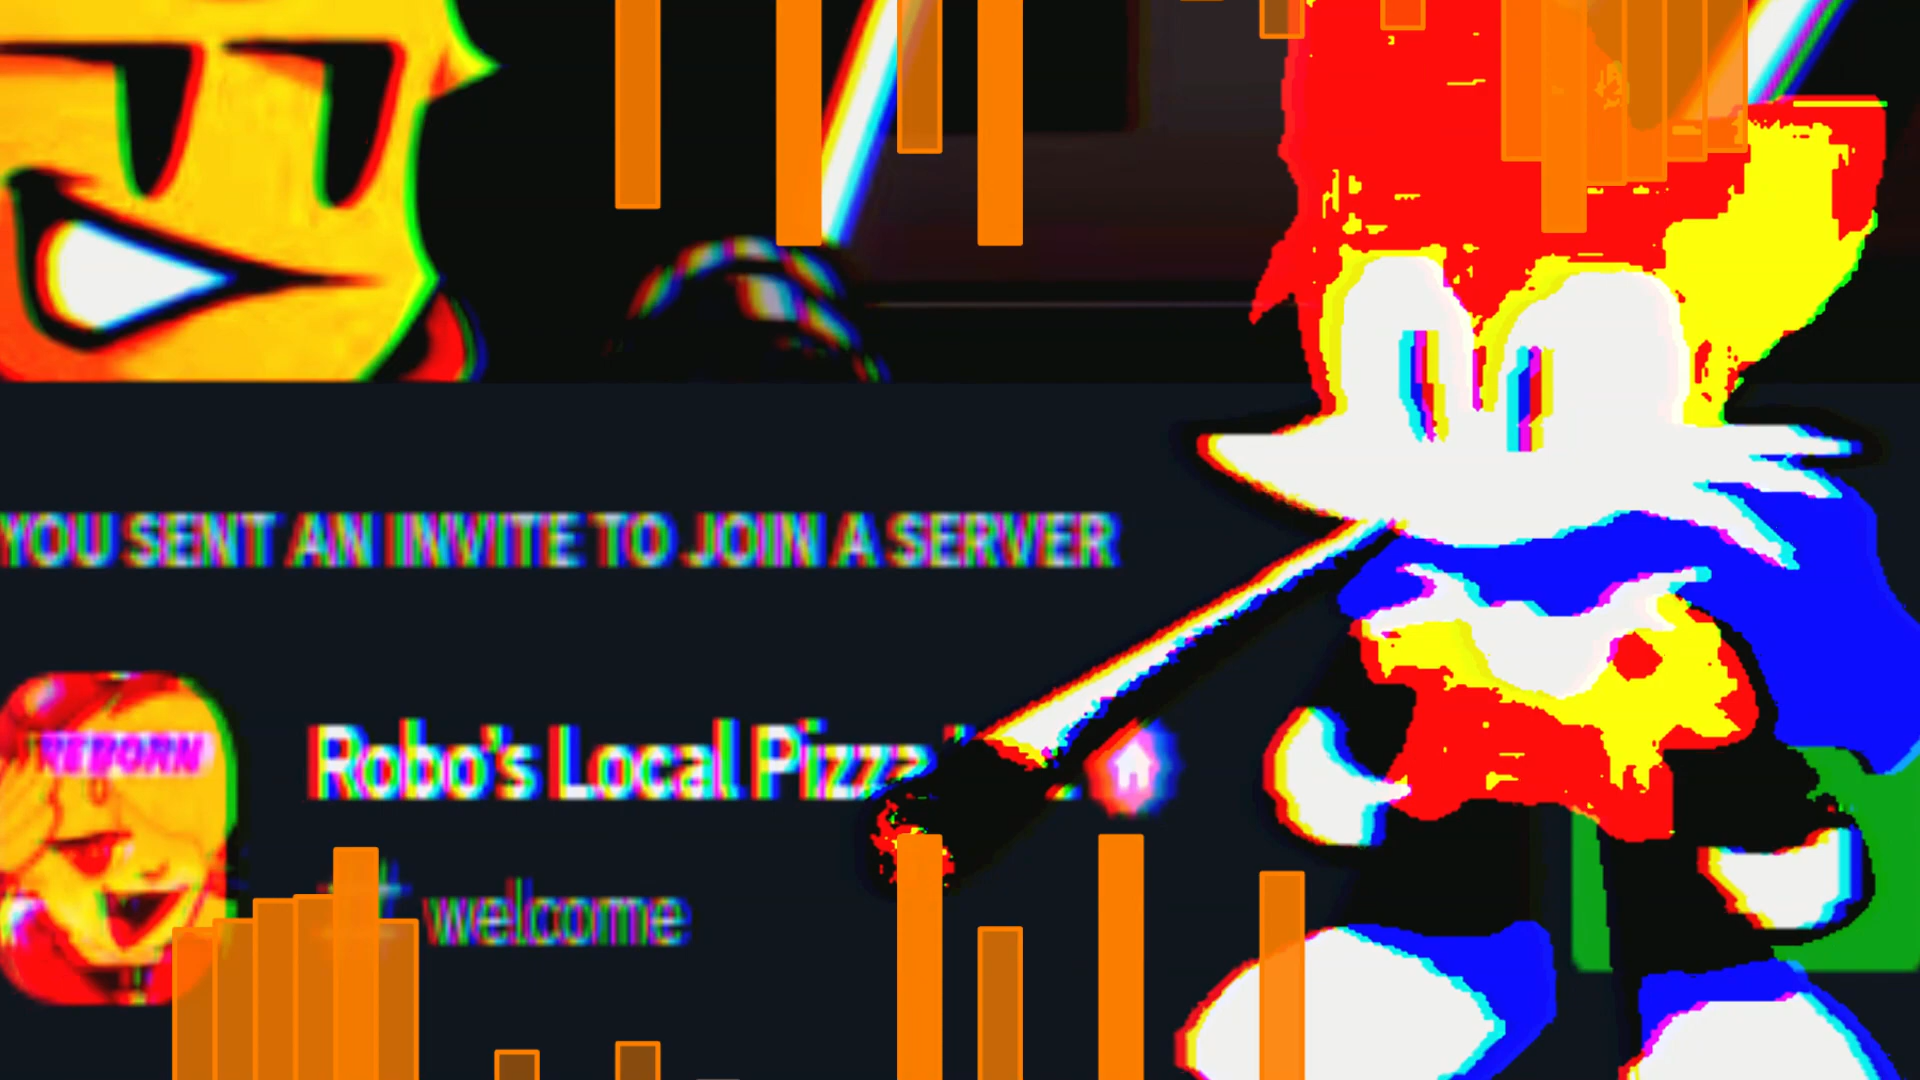 YOU SENT AN INVITE TO JOIN A SERVER
REBORN
Robo's Local Pizza
welcome